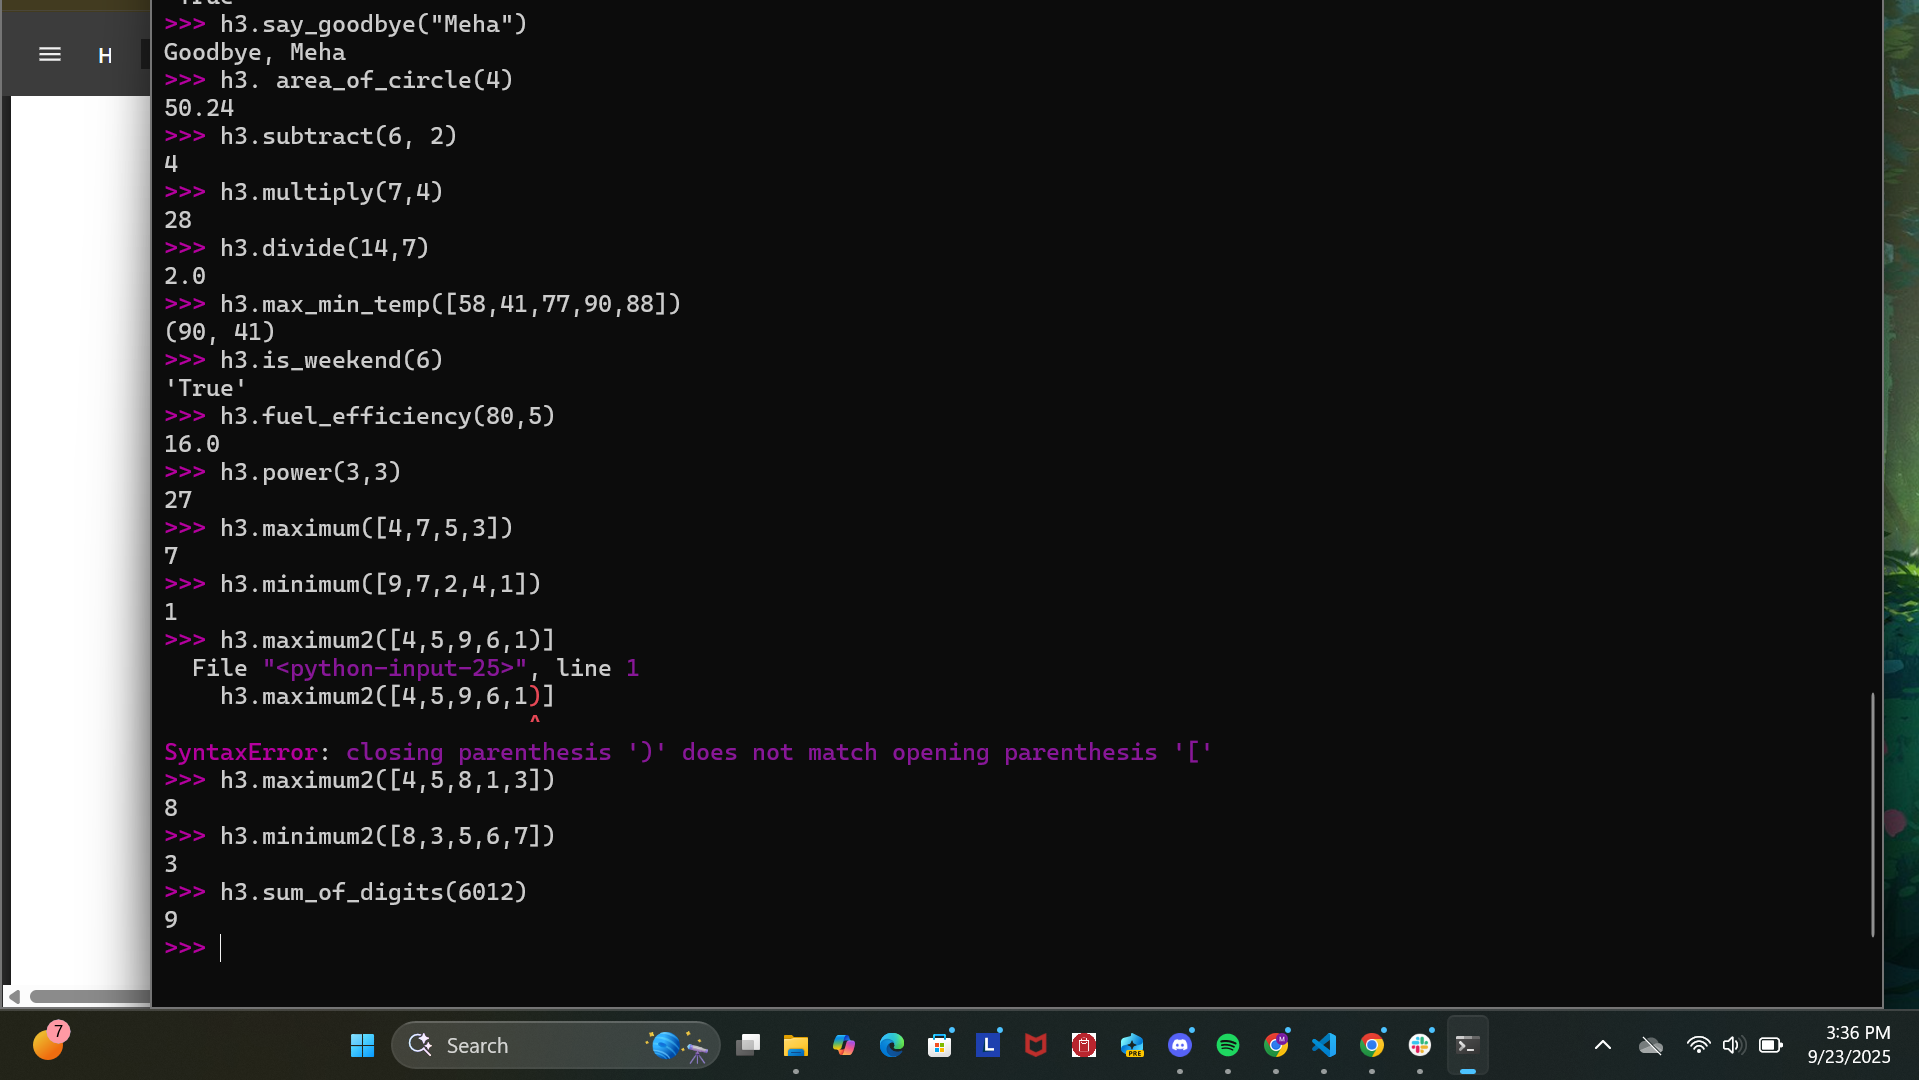 True
>>> h3.say_goodbye("Meha")
Goodbye, Meha
H
>>> h3. area_of_circle(4)
50.24
>>> h3.subtract(6, 2)
4
>>> h3.multiply(7,4)
28
>>> h3.divide(14,7)
2.0
>>> h3.max_min_temp([58,41,77,90,88])
(90, 41)
>>> h3.is_weekend(6)
'True'
>>> h3.fuel_efficiency(80,5)
16.0
>>> h3.power(3,3)
27
>>> h3.maximum([4,7,5,3])
7
>>> h3.minimum([9,7,2,4,1])
1
>>> h3.maximum2([4,5,9,6,1)]
  File "<python-input-25>", line 1
    h3.maximum2([4,5,9,6,1)]
                          ^
SyntaxError: closing parenthesis ')' does not match opening parenthesis '['
>>> h3.maximum2([4,5,8,1,3])
8
>>> h3.minimum2([8,3,5,6,7])
3
>>> h3.sum_of_digits(6012)
9
>>>
7
Search
L
PRE
M
3:36 PM
9/23/2025